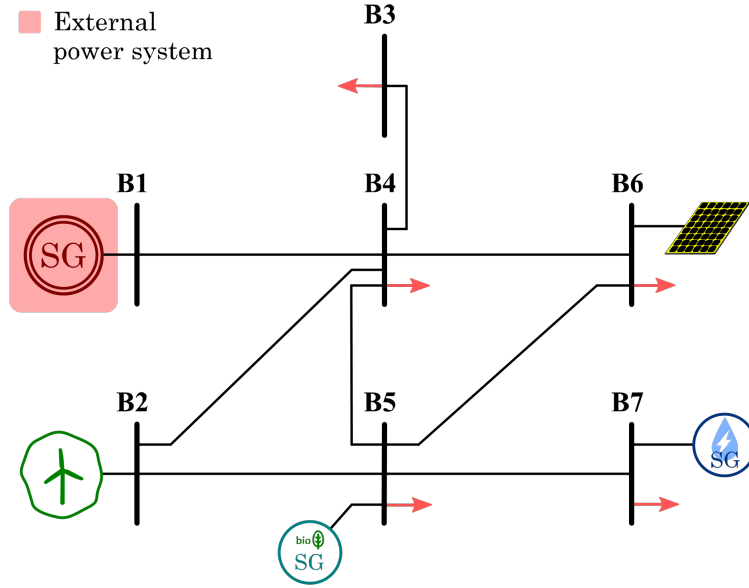 External
power system
B3
B1
B4
B6
SG
B2
B5
B7
SG
bio
SG